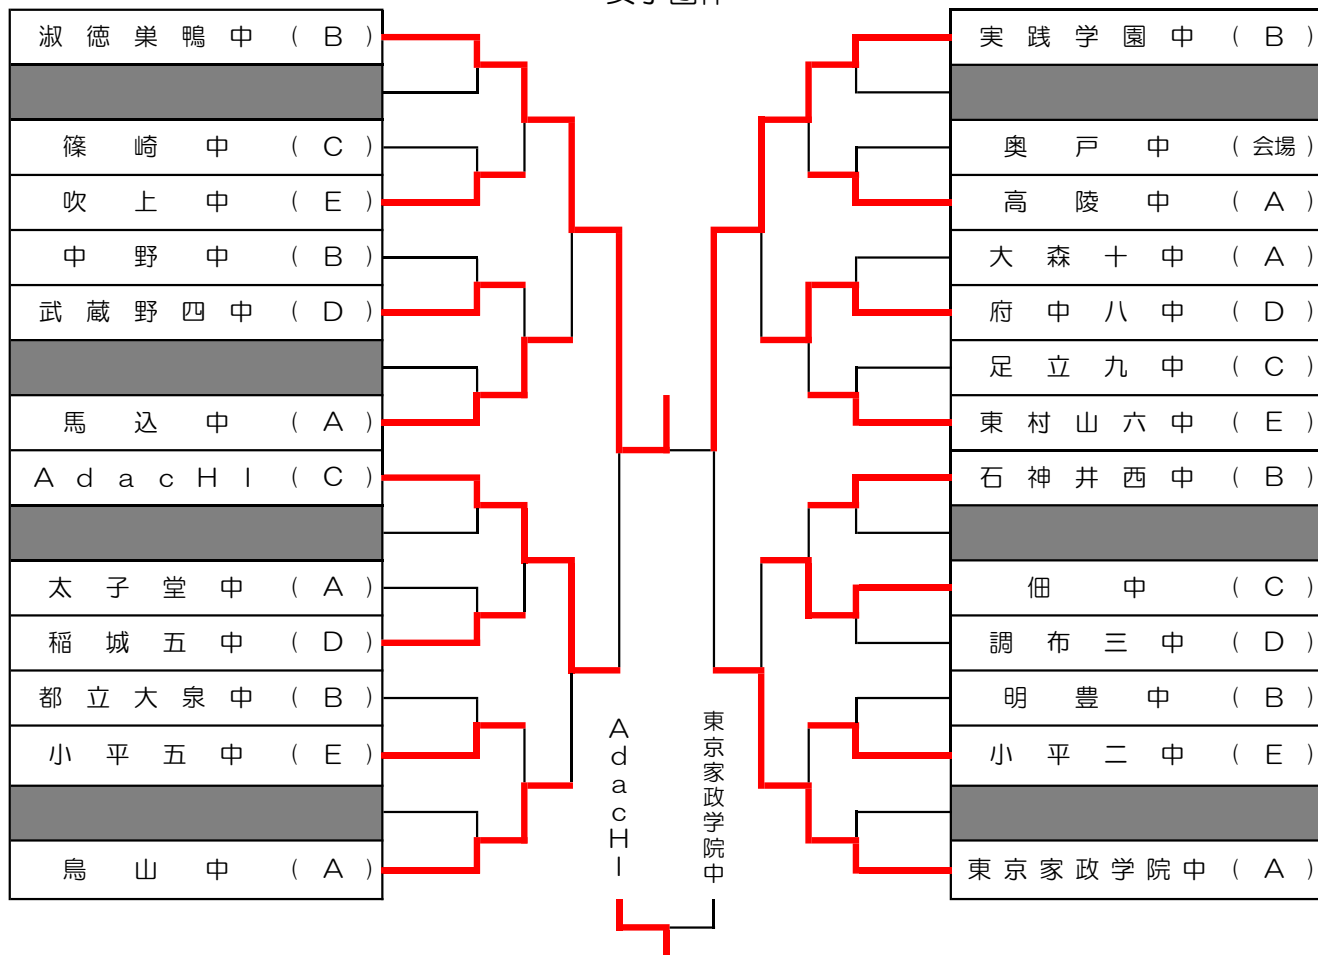 淑徳巣鴨中 ( B )
篠崎中 ( C )
吹上中 ( E )
中野中 ( B )
武蔵野四中 ( D )
馬込中 ( A )
AdacHI ( C )
太子堂中 ( A )
稲城五中 ( D )
都立大泉中 ( B )
小平五中 ( E )
烏山中 ( A )
AdacHI
東京家政学院中
実践学園中 ( B )
奥戸中 ( 会場 )
高陵中 ( A )
大森十中 ( A )
府中八中 ( D )
足立九中 ( C )
東村山六中 ( E )
石神井西中 ( B )
佃中 ( C )
調布三中 ( D )
明豊中 ( B )
小平二中 ( E )
東京家政学院中 ( A )